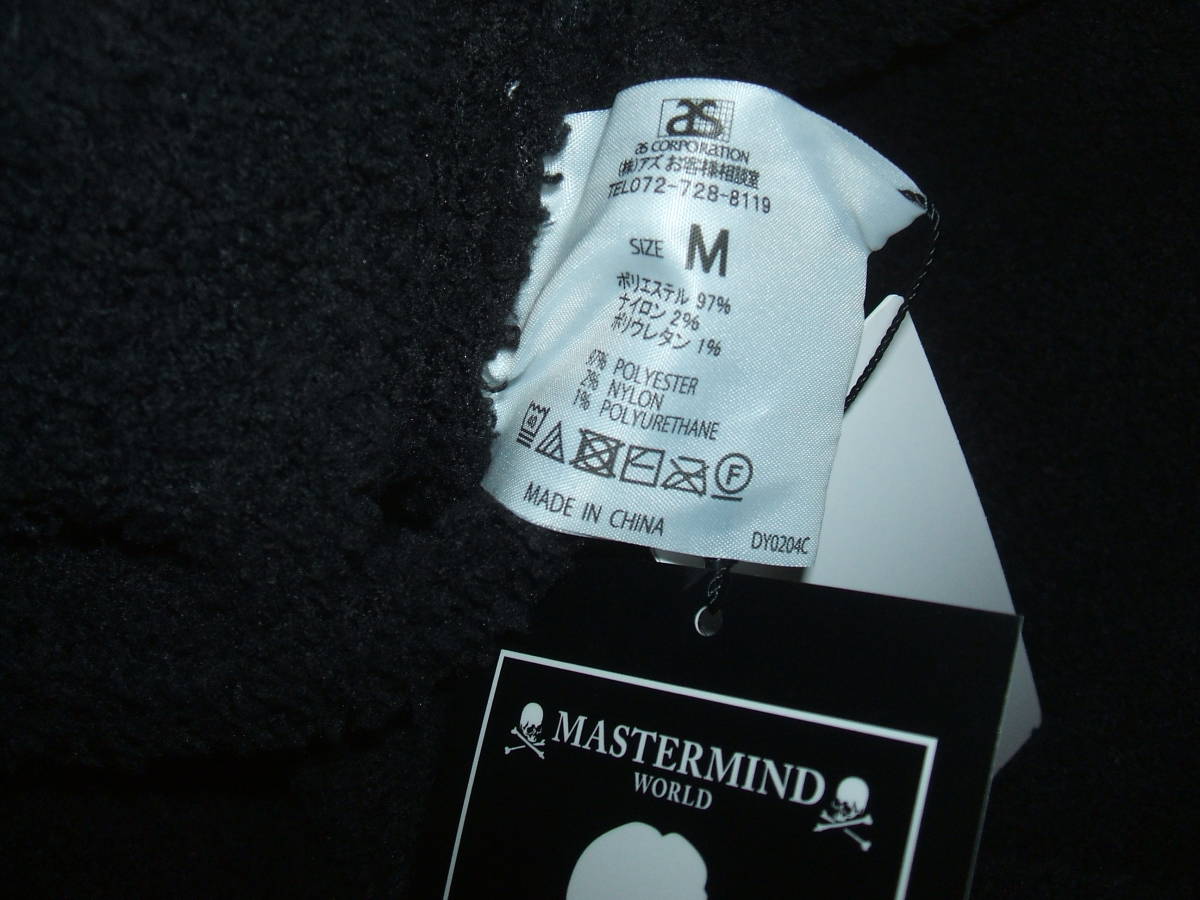 as
as CORPORATION
(株)アズ お客様相談室
TEL072-728-8119
SIZE M
ポリエステル 97%
ナイロン 2%
ポリウレタン 1%
97% POLYESTER
2% NYLON
1% POLYURETHANE
40
F
MADE IN CHINA
DY0204C
MASTERMIND
WORLD